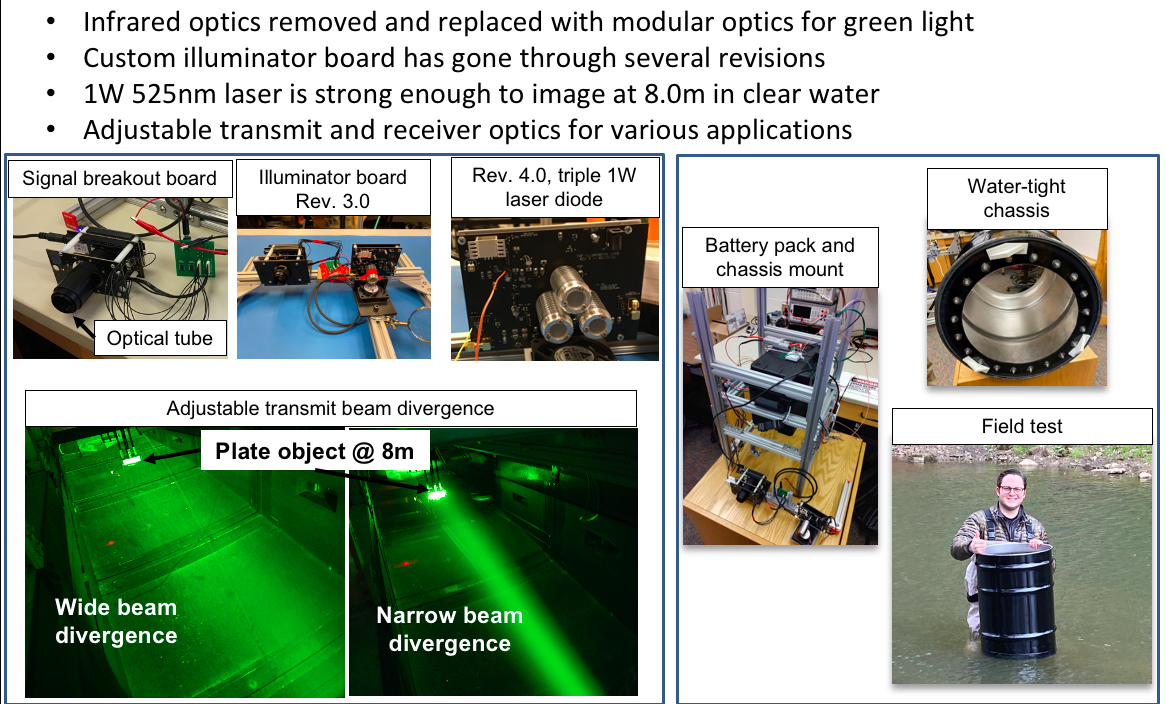 • Infrared optics removed and replaced with modular optics for green light
• Custom illuminator board has gone through several revisions
• 1W 525nm laser is strong enough to image at 8.0m in clear water
• Adjustable transmit and receiver optics for various applications
Signal breakout board
Illuminator board
Rev. 3.0
Rev. 4.0, triple 1W
laser diode
Optical tube
Adjustable transmit beam divergence
Plate object @ 8m
Wide beam
divergence
Narrow beam
divergence
Battery pack and
chassis mount
Water-tight
chassis
Field test